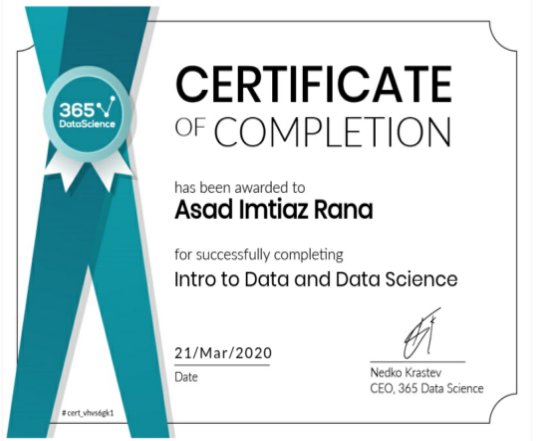 365
DataScience
CERTIFICATE
OF COMPLETION
has been awarded to
Asad Imtiaz Rana
for successfully completing
Intro to Data and Data Science
21/Mar/2020
Date
Nedko Krastev
CEO, 365 Data Science
# cert_vhvs6gk1